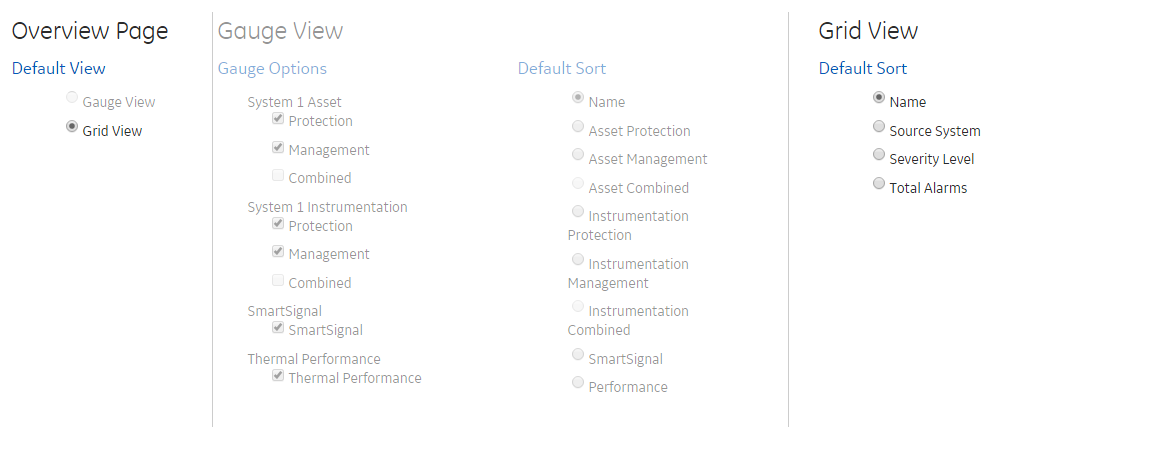 Overview Page
Default View
Gauge View
Grid View
Gauge View
Gauge Options
System 1 Asset
Protection
Management
Combined
System 1 Instrumentation
Protection
Management
Combined
SmartSignal
SmartSignal
Thermal Performance
Thermal Performance
Default Sort
Name
Asset Protection
Asset Management
Asset Combined
Instrumentation
Protection
Instrumentation
Management
Instrumentation
Combined
SmartSignal
Performance
Grid View
Default Sort
Name
Source System
Severity Level
Total Alarms